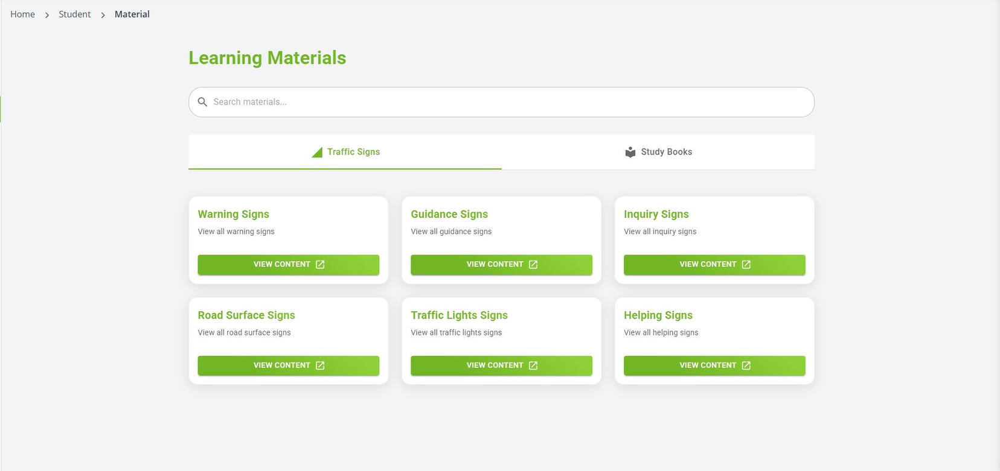 Home > Student > Material
Learning Materials
Search materials...
Traffic Signs
Study Books
Warning Signs
View all warning signs
VIEW CONTENT
Guidance Signs
View all guidance signs
VIEW CONTENT
Inquiry Signs
View all inquiry signs
VIEW CONTENT
Road Surface Signs
View all road surface signs
VIEW CONTENT
Traffic Lights Signs
View all traffic lights signs
VIEW CONTENT
Helping Signs
View all helping signs
VIEW CONTENT